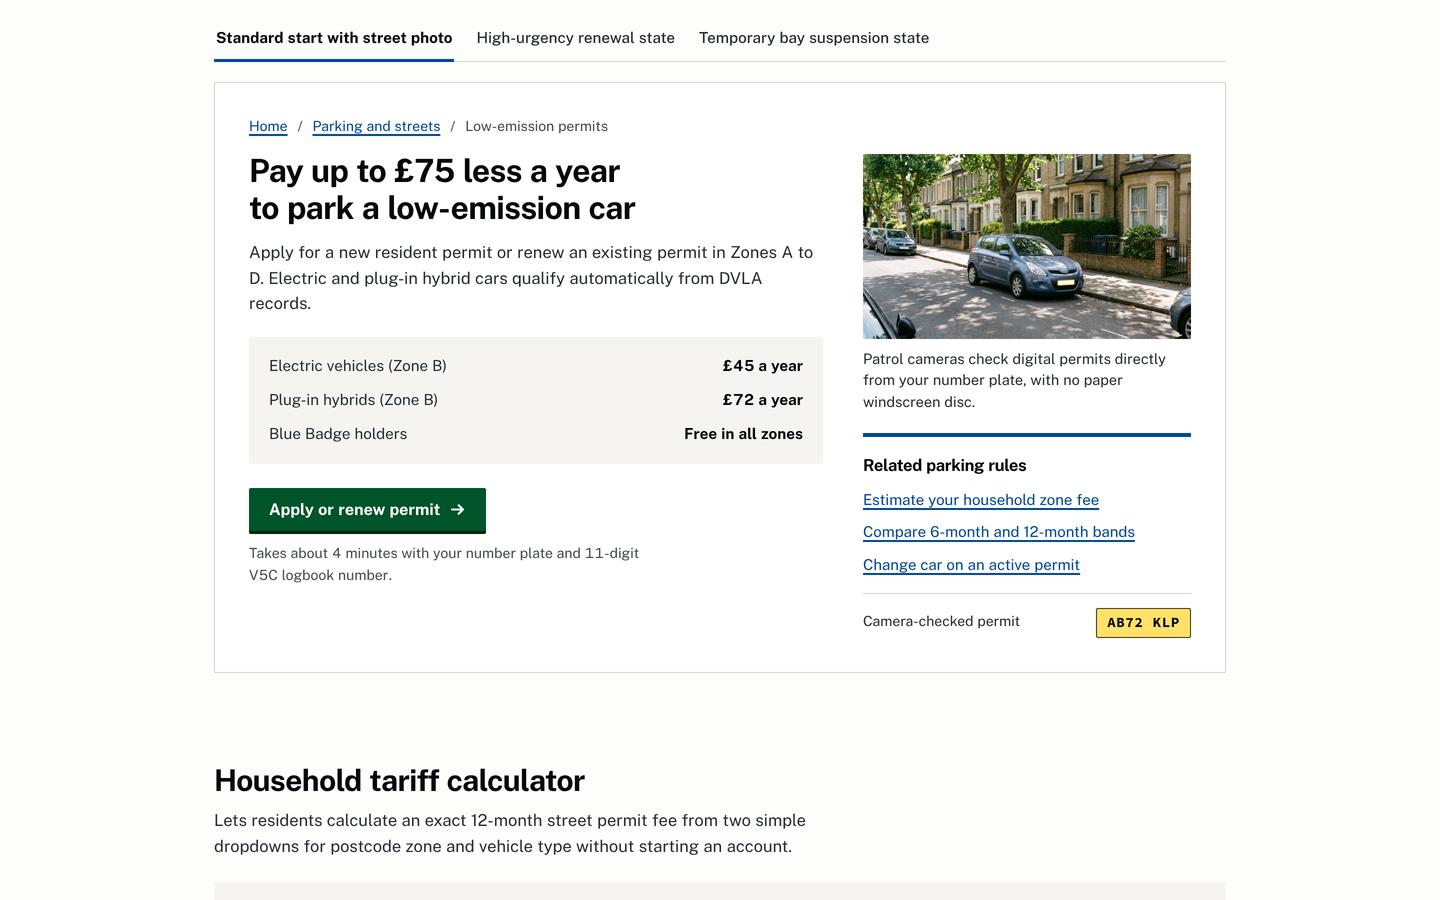 Standard start with street photo
High-urgency renewal state
Temporary bay suspension state
Home / Parking and streets / Low-emission permits
Pay up to £75 less a year
to park a low-emission car
Apply for a new resident permit or renew an existing permit in Zones A to
D. Electric and plug-in hybrid cars qualify automatically from DVLA
records.
Electric vehicles (Zone B) £45 a year
Plug-in hybrids (Zone B) £72 a year
Blue Badge holders Free in all zones
Apply or renew permit →
Takes about 4 minutes with your number plate and 11-digit
V5C logbook number.
Patrol cameras check digital permits directly
from your number plate, with no paper
windscreen disc.
Related parking rules
Estimate your household zone fee
Compare 6-month and 12-month bands
Change car on an active permit
Camera-checked permit AB72 KLP
Household tariff calculator
Lets residents calculate an exact 12-month street permit fee from two simple
dropdowns for postcode zone and vehicle type without starting an account.